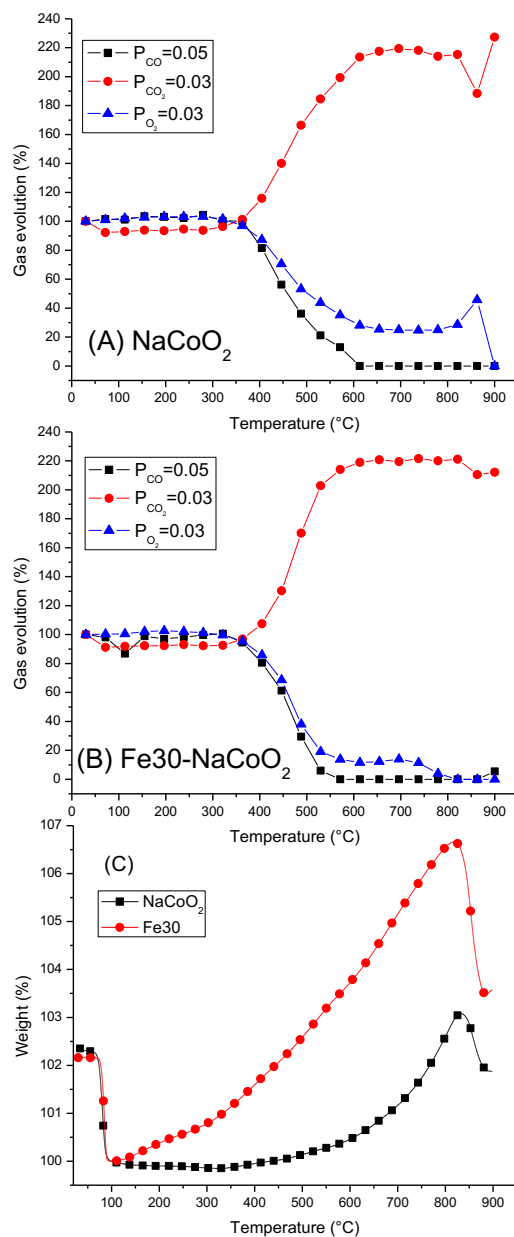 220
200
180
160
140
120
100
80
60
40
20
0
Gas evolution (%)
P_CO=0.05
P_CO₂=0.03
P_O₂=0.03
(A) NaCoO₂
0 100 200 300 400 500 600 700 800 900
Temperature (°C)
240
220
200
180
160
140
120
100
80
60
40
20
0
Gas evolution (%)
P_CO=0.05
P_CO₂=0.03
P_O₂=0.03
(B) Fe30-NaCoO₂
0 100 200 300 400 500 600 700 800 900
Temperature (°C)
107
106
105
104
103
102
101
100
Weight (%)
(C)
NaCoO₂
Fe30
100 200 300 400 500 600 700 800 900
Temperature (°C)